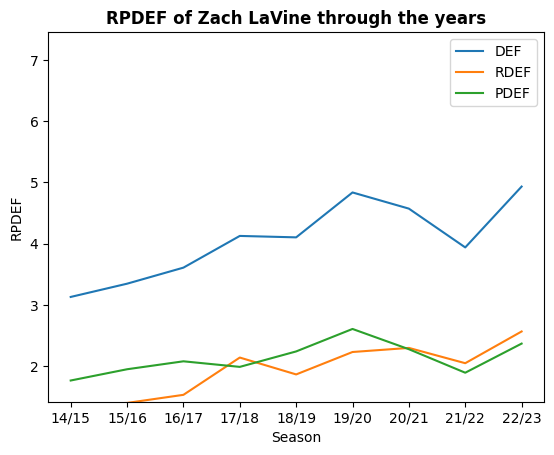 RPDEF of Zach LaVine through the years
DEF
RDEF
PDEF
7
6
5
4
3
2
RPDEF
14/15 15/16 16/17 17/18 18/19 19/20 20/21 21/22 22/23
Season